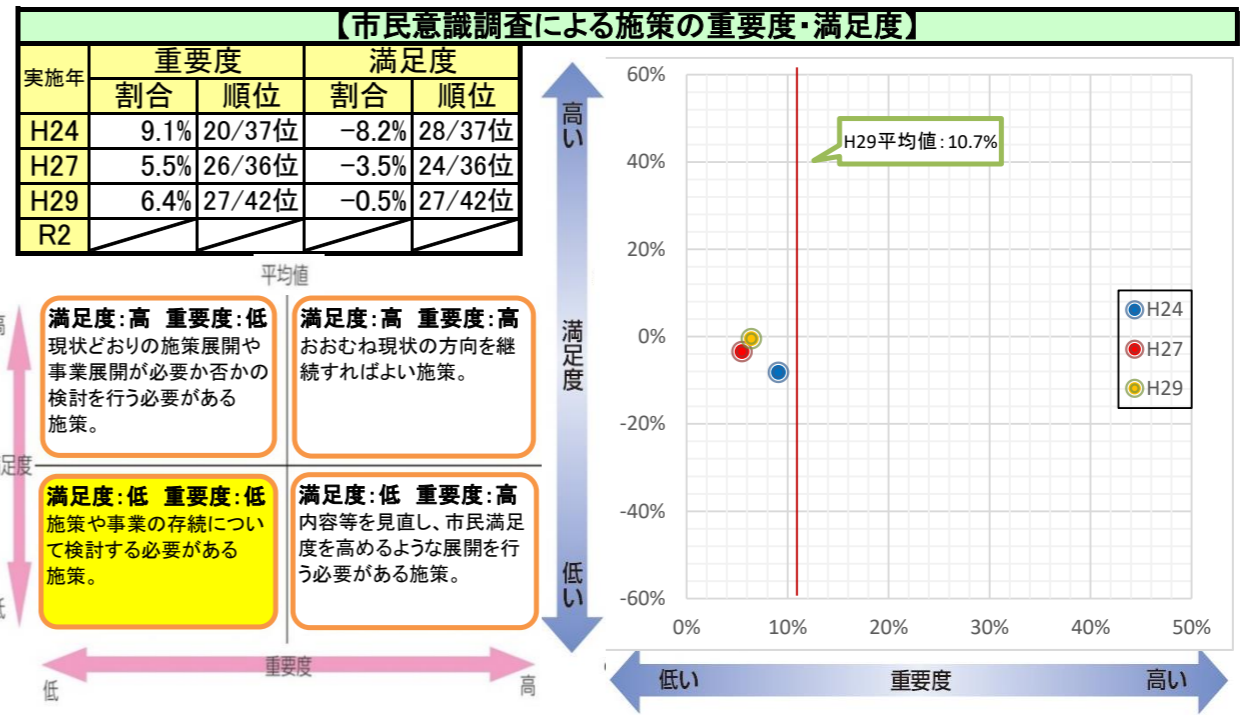 【市民意識調査による施策の重要度・満足度】
実施年 重要度 満足度
割合 順位 割合 順位
H24 9.1% 20/37位 −8.2% 28/37位
H27 5.5% 26/36位 −3.5% 24/36位
H29 6.4% 27/42位 −0.5% 27/42位
R2
平均値
満足度:高 重要度:低
現状どおりの施策展開や
事業展開が必要か否かの
検討を行う必要がある
施策。
満足度:高 重要度:高
おおむね現状の方向を継
続すればよい施策。
満足度:低 重要度:低
施策や事業の存続につい
て検討する必要がある
施策。
満足度:低 重要度:高
内容等を見直し、市民満足
度を高めるような展開を行
う必要がある施策。
高
足度
低
低
重要度
高
高い
満足度
低い
60%
40%
20%
0%
-20%
-40%
-60%
H29平均値:10.7%
H24
H27
H29
0% 10% 20% 30% 40% 50%
低い 重要度 高い